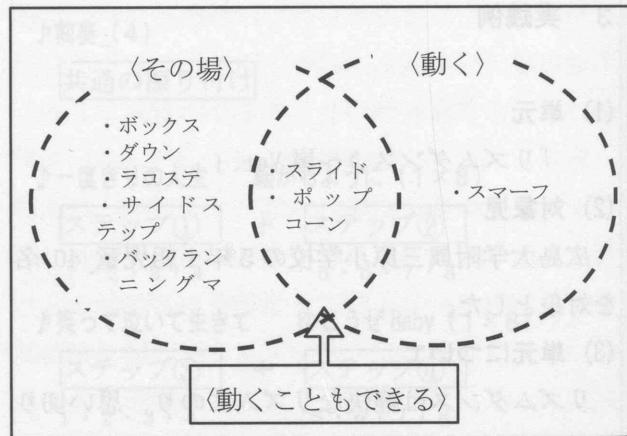 〈その場〉
〈動く〉
・ボックス
・ダウン
・ラコステ
・サイドス
テップ
・バックラン
ニングマ
・スライド
・ポップ
コーン
・スマーフ
〈動くこともできる〉